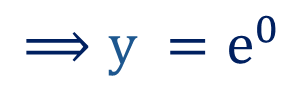 ⟹ y = e⁰